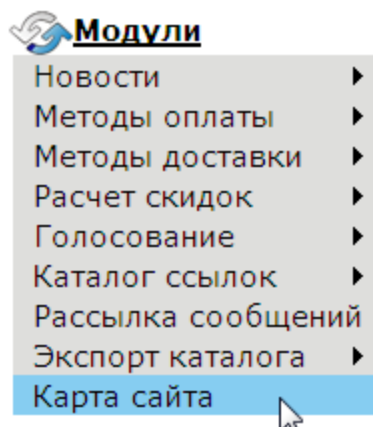 Модули
Новости
Методы оплаты
Методы доставки
Расчет скидок
Голосование
Каталог ссылок
Рассылка сообщений
Экспорт каталога
Карта сайта